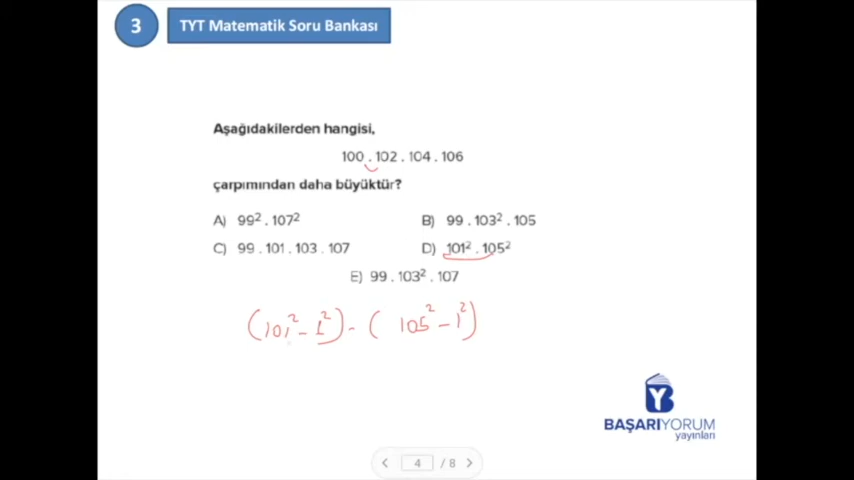 3
TYT Matematik Soru Bankası
Aşağıdakilerden hangisi,
100 . 102 . 104 . 106
çarpımından daha büyüktür?
A) 99² . 107²
B) 99 . 103² . 105
C) 99 . 101 . 103 . 107
D) 101² . 105²
E) 99 . 103² . 107
(101² - 1²) - (105² - 1²)
BAŞARIYORUM
yayınları
4 / 8